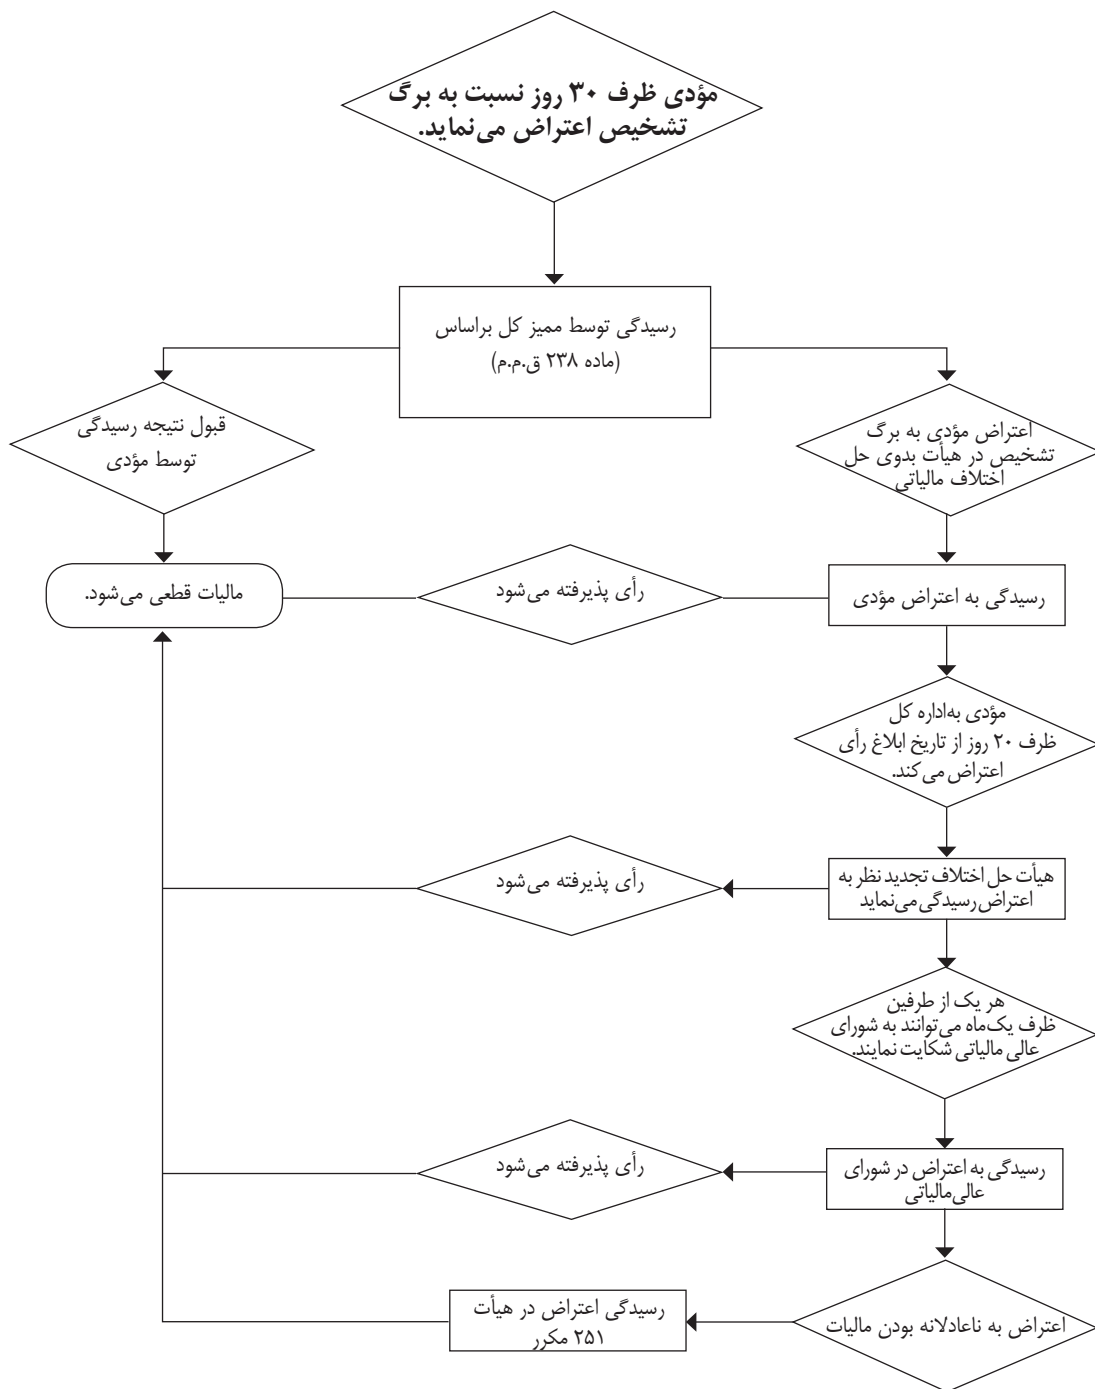 مؤدی ظرف ۳۰ روز نسبت به برگ
تشخیص اعتراض می‌نماید.
رسیدگی توسط ممیز کل براساس
(ماده ۲۳۸ ق.م.م)
اعتراض مؤدی به برگ
تشخیص در هیأت بدوی حل
اختلاف مالیاتی
قبول نتیجه رسیدگی
توسط مؤدی
رسیدگی به اعتراض مؤدی
رأی پذیرفته می‌شود
مالیات قطعی می‌شود.
مؤدی به‌اداره کل
ظرف ۲۰ روز از تاریخ ابلاغ رأی
اعتراض می‌کند.
هیأت حل اختلاف تجدید نظر به
اعتراض رسیدگی می‌نماید
رأی پذیرفته می‌شود
هر یک از طرفین
ظرف یک‌ماه می‌توانند به شورای
عالی مالیاتی شکایت نمایند.
رسیدگی به اعتراض در شورای
عالی‌مالیاتی
رأی پذیرفته می‌شود
اعتراض به ناعادلانه بودن مالیات
رسیدگی اعتراض در هیأت
۲۵۱ مکرر